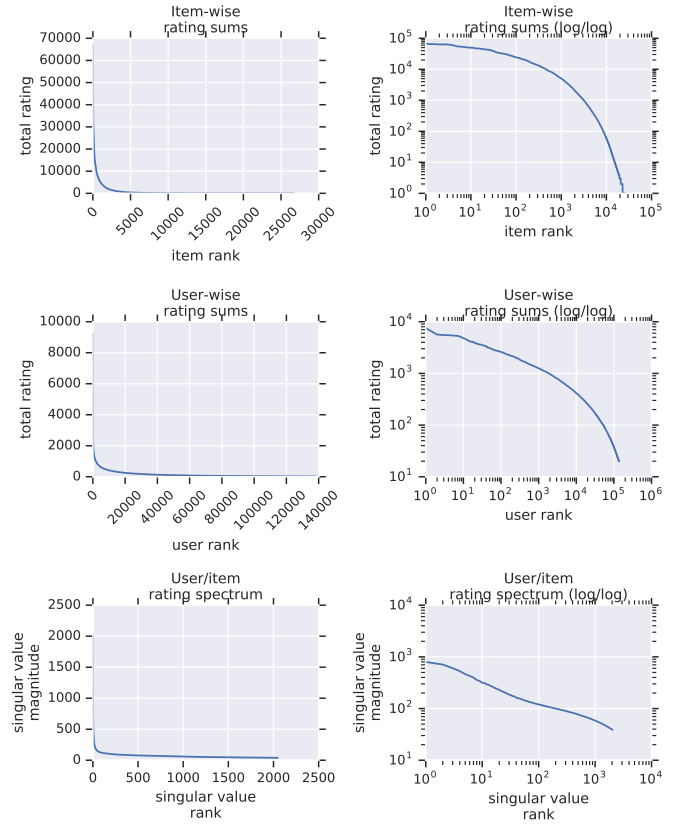 Item-wise
rating sums
70000
60000
50000
40000
30000
20000
10000
0
total rating
0
5000
10000
15000
20000
25000
30000
item rank
Item-wise
rating sums (log/log)
10^5
10^4
10^3
10^2
10^1
10^0
total rating
10^0
10^1
10^2
10^3
10^4
10^5
item rank
User-wise
rating sums
10000
8000
6000
4000
2000
0
total rating
0
20000
40000
60000
80000
100000
120000
140000
user rank
User-wise
rating sums (log/log)
10^4
10^3
10^2
10^1
total rating
10^0
10^1
10^2
10^3
10^4
10^5
10^6
user rank
User/item
rating spectrum
2500
2000
1500
1000
500
0
singular value
magnitude
0
500
1000
1500
2000
2500
singular value
rank
User/item
rating spectrum (log/log)
10^4
10^3
10^2
10^1
singular value
magnitude
10^0
10^1
10^2
10^3
10^4
singular value
rank